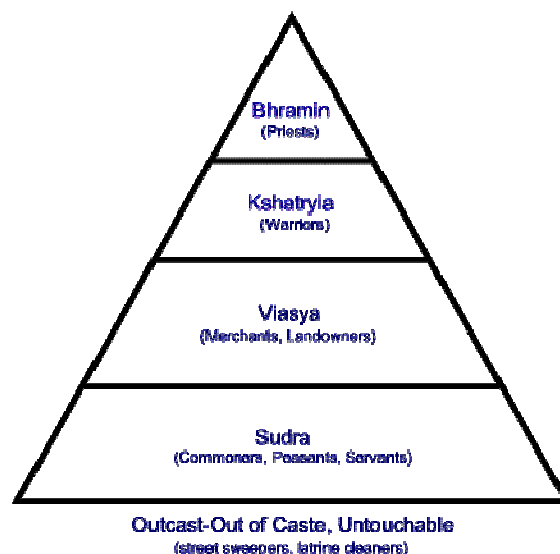 Bhramin
(Priests)
Kshatryia
(Warriors)
Viasya
(Merchants, Landowners)
Sudra
(Commoners, Peasants, Servants)
Outcast-Out of Caste, Untouchable
(street sweepers, latrine cleaners)